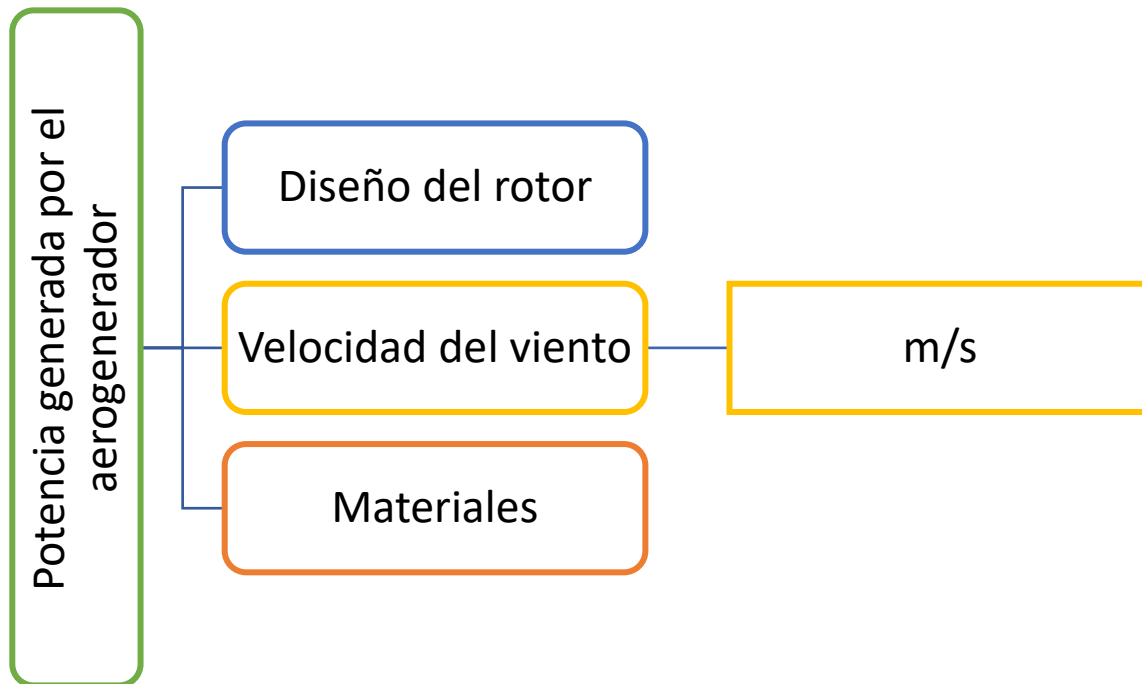 Potencia generada por el
aerogenerador
Diseño del rotor
Velocidad del viento
m/s
Materiales